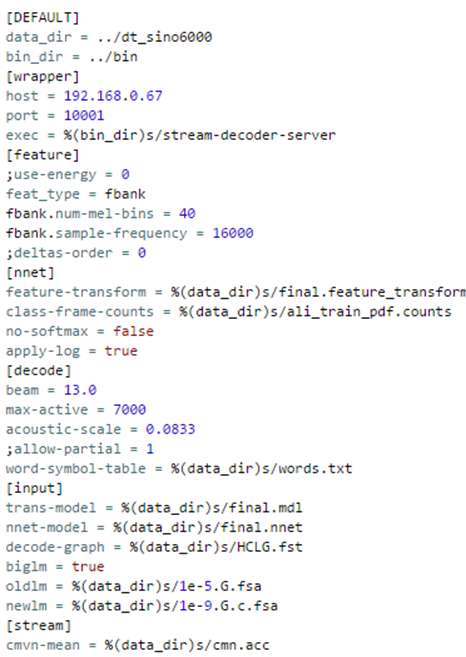 [DEFAULT]
data_dir = ../dt_sino6000
bin_dir = ../bin
[wrapper]
host = 192.168.0.67
port = 10001
exec = %(bin_dir)s/stream-decoder-server
[feature]
;use-energy = 0
feat_type = fbank
fbank.num-mel-bins = 40
fbank.sample-frequency = 16000
;deltas-order = 0
[nnet]
feature-transform = %(data_dir)s/final.feature_transform
class-frame-counts = %(data_dir)s/ali_train_pdf.counts
no-softmax = false
apply-log = true
[decode]
beam = 13.0
max-active = 7000
acoustic-scale = 0.0833
;allow-partial = 1
word-symbol-table = %(data_dir)s/words.txt
[input]
trans-model = %(data_dir)s/final.mdl
nnet-model = %(data_dir)s/final.nnet
decode-graph = %(data_dir)s/HCLG.fst
biglm = true
oldlm = %(data_dir)s/1e-5.G.fsa
newlm = %(data_dir)s/1e-9.G.c.fsa
[stream]
cmvn-mean = %(data_dir)s/cmn.acc